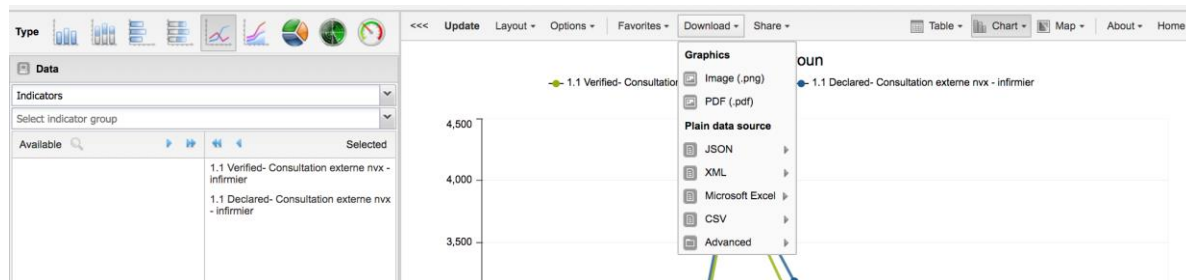 Type
<<< Update Layout Options Favorites Download Share Table Chart Map About Home
Data
Indicators
Select indicator group
Available Selected
1.1 Verified- Consultation externe nvx -
infirmier
1.1 Declared- Consultation externe nvx
- infirmier
oun
1.1 Verified- Consultation 1.1 Declared- Consultation externe nvx - infirmier
Graphics
Image (.png)
PDF (.pdf)
Plain data source
JSON
XML
Microsoft Excel
CSV
Advanced
4,500
4,000
3,500